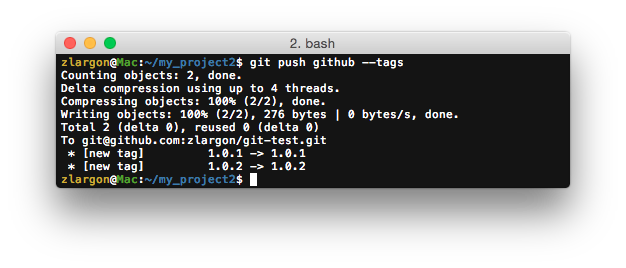 2. bash
zlargon@Mac:~/my_project2$ git push github --tags
Counting objects: 2, done.
Delta compression using up to 4 threads.
Compressing objects: 100% (2/2), done.
Writing objects: 100% (2/2), 276 bytes | 0 bytes/s, done.
Total 2 (delta 0), reused 0 (delta 0)
To git@github.com:zlargon/git-test.git
 * [new tag]         1.0.1 -> 1.0.1
 * [new tag]         1.0.2 -> 1.0.2
zlargon@Mac:~/my_project2$